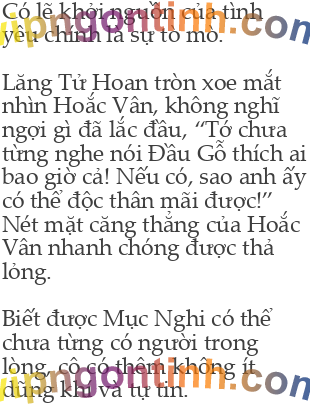 Có lẽ khởi nguồn của tình
yêu chính là sự tò mò.
Lăng Tử Hoan tròn xoe mắt
nhìn Hoắc Vân, không nghĩ
ngợi gì đã lắc đầu, “Tớ chưa
từng nghe nói Đầu Gỗ thích ai
bao giờ cả! Nếu có, sao anh ấy
có thể độc thân mãi được!”
Nét mặt căng thẳng của Hoắc
Vân nhanh chóng được thả
lỏng.
Biết được Mục Nghi có thể
chưa từng có người trong
lòng, cô có thêm không ít
dũng khí và tự tin.